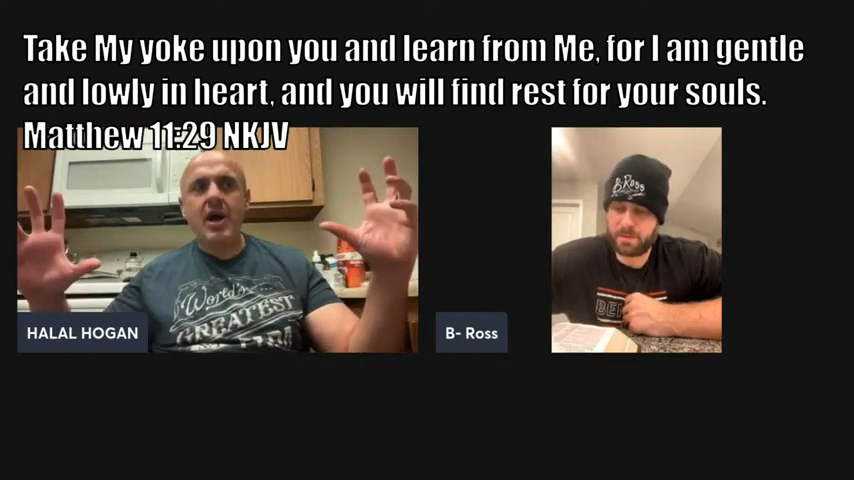 Take My yoke upon you and learn from Me, for I am gentle
and lowly in heart, and you will find rest for your souls.
Matthew 11:29 NKJV
B-Ross
World's
GREATEST
HALAL HOGAN
B- Ross